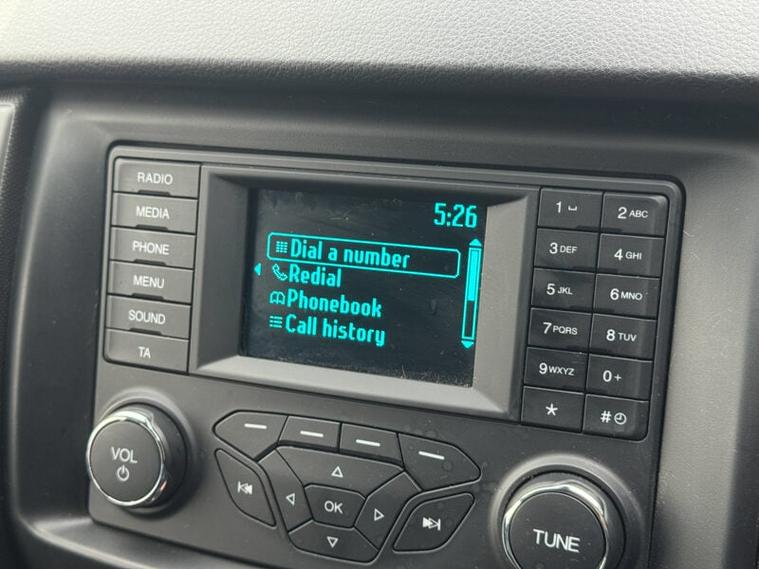 5:26
Dial a number
Redial
Phonebook
Call history
RADIO
MEDIA
PHONE
MENU
SOUND
TA
1 ␣
2 ABC
3 DEF
4 GHI
5 JKL
6 MNO
7 PQRS
8 TUV
9 WXYZ
0 +
*
#
VOL
OK
TUNE